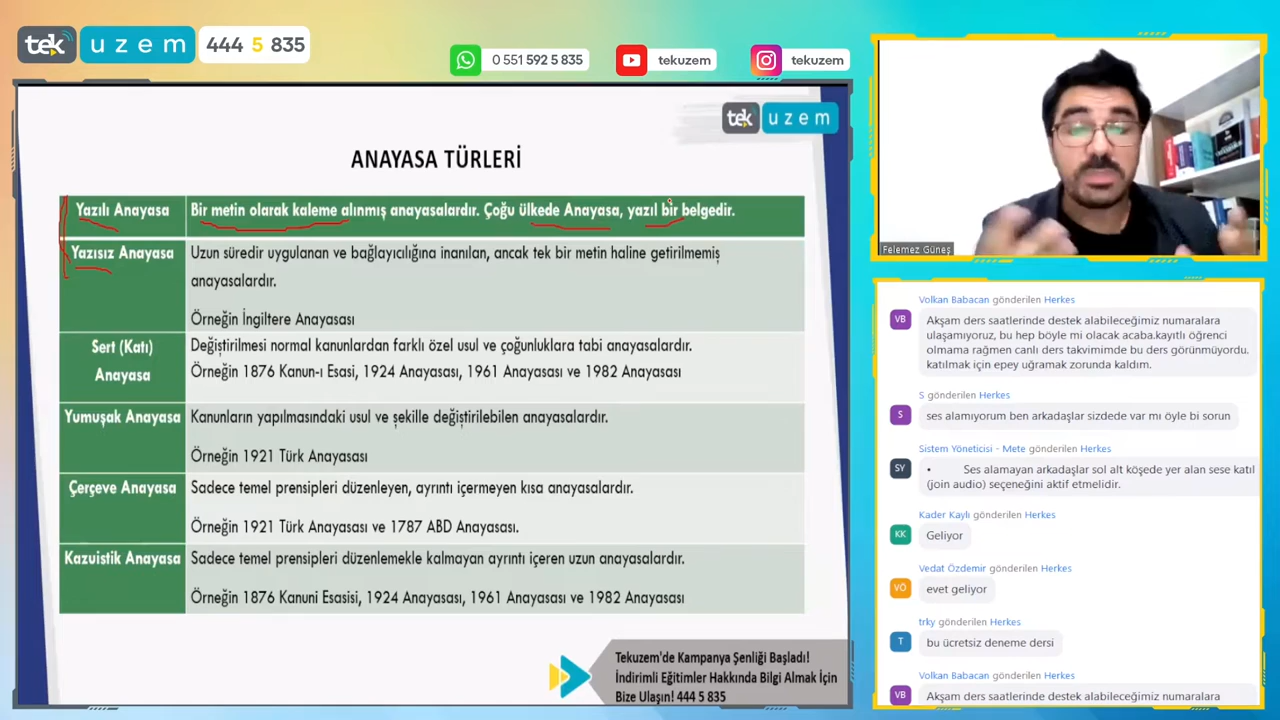 tek
uzem
444 5 835
0 551 592 5 835
tekuzem
tekuzem
tek
uzem
ANAYASA TÜRLERİ
Yazılı Anayasa
Bir metin olarak kaleme alınmış anayasalardır. Çoğu ülkede Anayasa, yazıl bir belgedir.
Yazısız Anayasa
Uzun süredir uygulanan ve bağlayıcılığına inanılan, ancak tek bir metin haline getirilmemiş
anayasalardır.
Örneğin İngiltere Anayasası
Sert (Katı)
Anayasa
Değiştirilmesi normal kanunlardan farklı özel usul ve çoğunluklara tabi anayasalardır.
Örneğin 1876 Kanun-ı Esasi, 1924 Anayasası, 1961 Anayasası ve 1982 Anayasası
Yumuşak Anayasa
Kanunların yapılmasındaki usul ve şekille değiştirilebilen anayasalardır.
Örneğin 1921 Türk Anayasası
Çerçeve Anayasa
Sadece temel prensipleri düzenleyen, ayrıntı içermeyen kısa anayasalardır.
Örneğin 1921 Türk Anayasası ve 1787 ABD Anayasası.
Kazuistik Anayasa
Sadece temel prensipleri düzenlemekle kalmayan ayrıntı içeren uzun anayasalardır.
Örneğin 1876 Kanuni Esasisi, 1924 Anayasası, 1961 Anayasası ve 1982 Anayasası
Tekuzem'de Kampanya Şenliği Başladı!
İndirimli Eğitimler Hakkında Bilgi Almak İçin
Bize Ulaşın! 444 5 835
Felemez Güneş
Volkan Babacan gönderilen Herkes
VB
Akşam ders saatlerinde destek alabileceğimiz numaralara
ulaşamıyoruz, bu hep böyle mi olacak acaba.kayıtlı öğrenci
olmama rağmen canlı ders takvimimde bu ders görünmüyordu.
katılmak için epey uğramak zorunda kaldım.
S gönderilen Herkes
S
ses alamıyorum ben arkadaşlar sizdede var mı öyle bi sorun
Sistem Yöneticisi - Mete gönderilen Herkes
SY
• Ses alamayan arkadaşlar sol alt köşede yer alan sese katıl
(join audio) seçeneğini aktif etmelidir.
Kader Kaylı gönderilen Herkes
KK
Geliyor
Vedat Özdemir gönderilen Herkes
VÖ
evet geliyor
trky gönderilen Herkes
T
bu ücretsiz deneme dersi
Volkan Babacan gönderilen Herkes
VB
Akşam ders saatlerinde destek alabileceğimiz numaralara